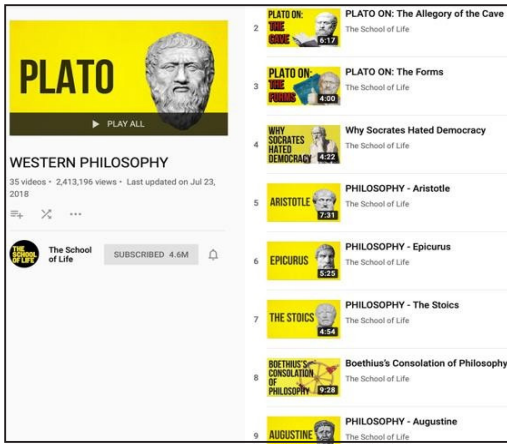 PLATO
PLAY ALL
WESTERN PHILOSOPHY
35 videos • 2,413,196 views • Last updated on Jul 23,
2018
THE
SCHOOL
OF LIFE
The School
of Life
SUBSCRIBED 4.6M
2
PLATO ON:
THE
CAVE
6:17
PLATO ON: The Allegory of the Cave
The School of Life
3
PLATO ON:
THE
FORMS
4:00
PLATO ON: The Forms
The School of Life
4
WHY
SOCRATES
HATED
DEMOCRACY
4:22
Why Socrates Hated Democracy
The School of Life
5
ARISTOTLE
7:31
PHILOSOPHY - Aristotle
The School of Life
6
EPICURUS
5:25
PHILOSOPHY - Epicurus
The School of Life
7
THE STOICS
4:54
PHILOSOPHY - The Stoics
The School of Life
8
BOETHIUS'S
CONSOLATION
OF
PHILOSOPHY
9:28
Boethius's Consolation of Philosophy
The School of Life
9
AUGUSTINE
PHILOSOPHY - Augustine
The School of Life